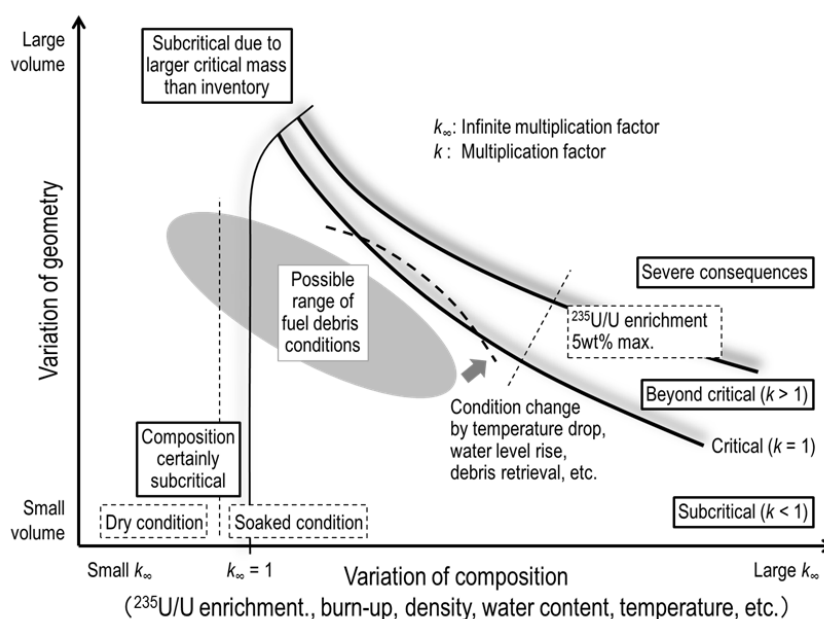 Large
volume
Subcritical due to
larger critical mass
than inventory
k∞: Infinite multiplication factor
k : Multiplication factor
Variation of geometry
Possible
range of
fuel debris
conditions
Severe consequences
²³⁵U/U enrichment
5wt% max.
Beyond critical (k > 1)
Condition change
by temperature drop,
water level rise,
debris retrieval, etc.
Critical (k = 1)
Composition
certainly
subcritical
Small
volume
Dry condition
Soaked condition
Subcritical (k < 1)
Small k∞
k∞ = 1
Variation of composition
Large k∞
(²³⁵U/U enrichment., burn-up, density, water content, temperature, etc.)